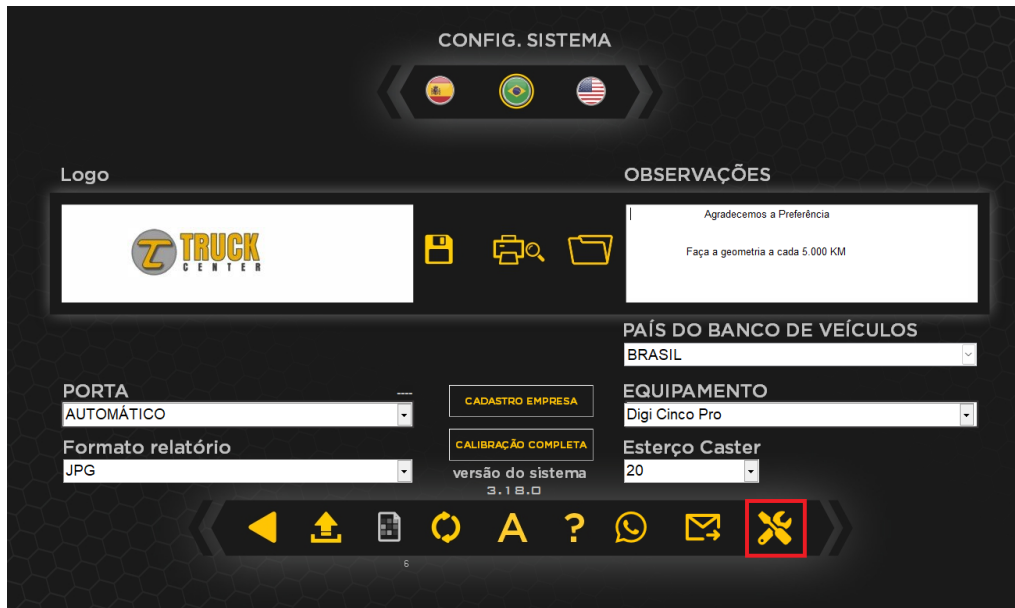 CONFIG. SISTEMA
Logo
OBSERVAÇÕES
TRUCK
CENTER
Agradecemos a Preferência
Faça a geometria a cada 5.000 KM
PAÍS DO BANCO DE VEÍCULOS
BRASIL
PORTA
----
AUTOMÁTICO
CADASTRO EMPRESA
EQUIPAMENTO
Digi Cinco Pro
Formato relatório
JPG
CALIBRAÇÃO COMPLETA
Esterço Caster
20
versão do sistema
3.18.0
A ?
6